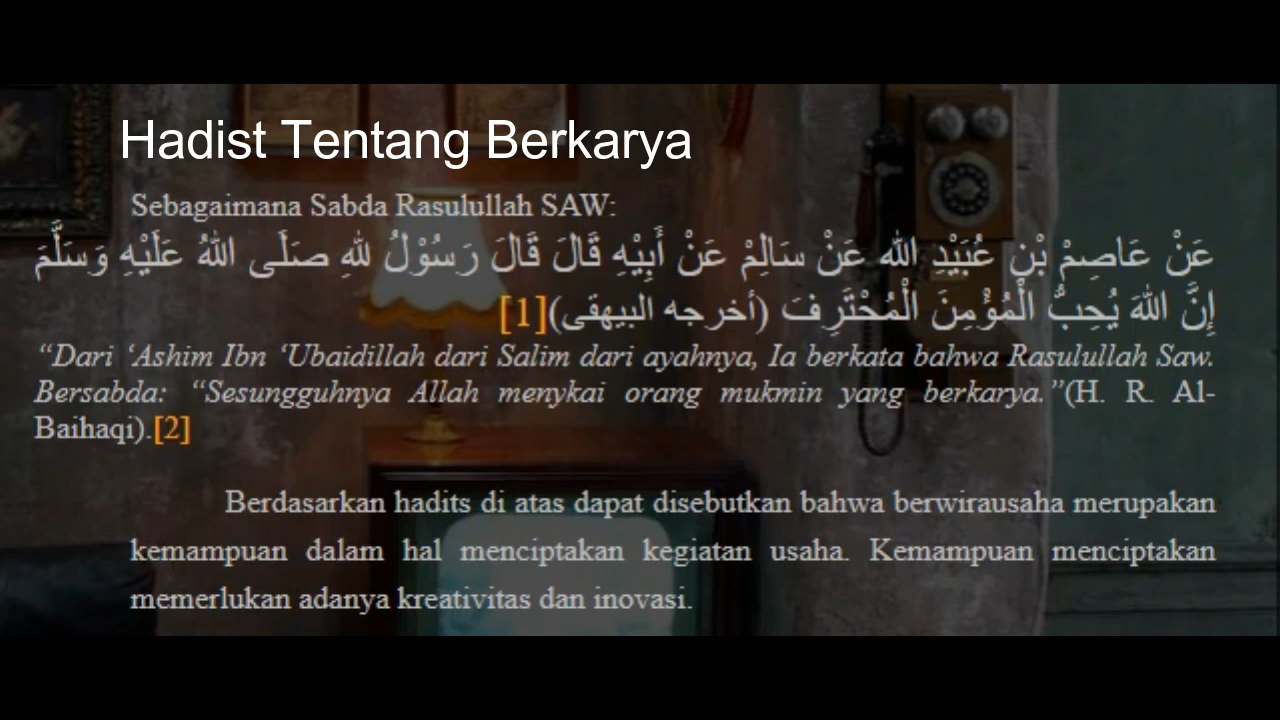 Hadist Tentang Berkarya
Sebagaimana Sabda Rasulullah SAW:
عَنْ عَاصِمْ بْنِ عُبَيْدِ الله عَنْ سَالِمْ عَنْ أَبِيْهِ قَالَ قَالَ رَسُوْلُ للهِ صَلَى اللهُ عَلَيْهِ وَسَلَّمَ
إِنَّ اللهَ يُحِبُّ الْمُؤْمِنَ الْمُحْتَرِفَ (أخرجه البيهقى)[1]
“Dari ‘Ashim Ibn ‘Ubaidillah dari Salim dari ayahnya, Ia berkata bahwa Rasulullah Saw.
Bersabda: “Sesungguhnya Allah menykai orang mukmin yang berkarya.”(H. R. Al-
Baihaqi).[2]
Berdasarkan hadits di atas dapat disebutkan bahwa berwirausaha merupakan
kemampuan dalam hal menciptakan kegiatan usaha. Kemampuan menciptakan
memerlukan adanya kreativitas dan inovasi.